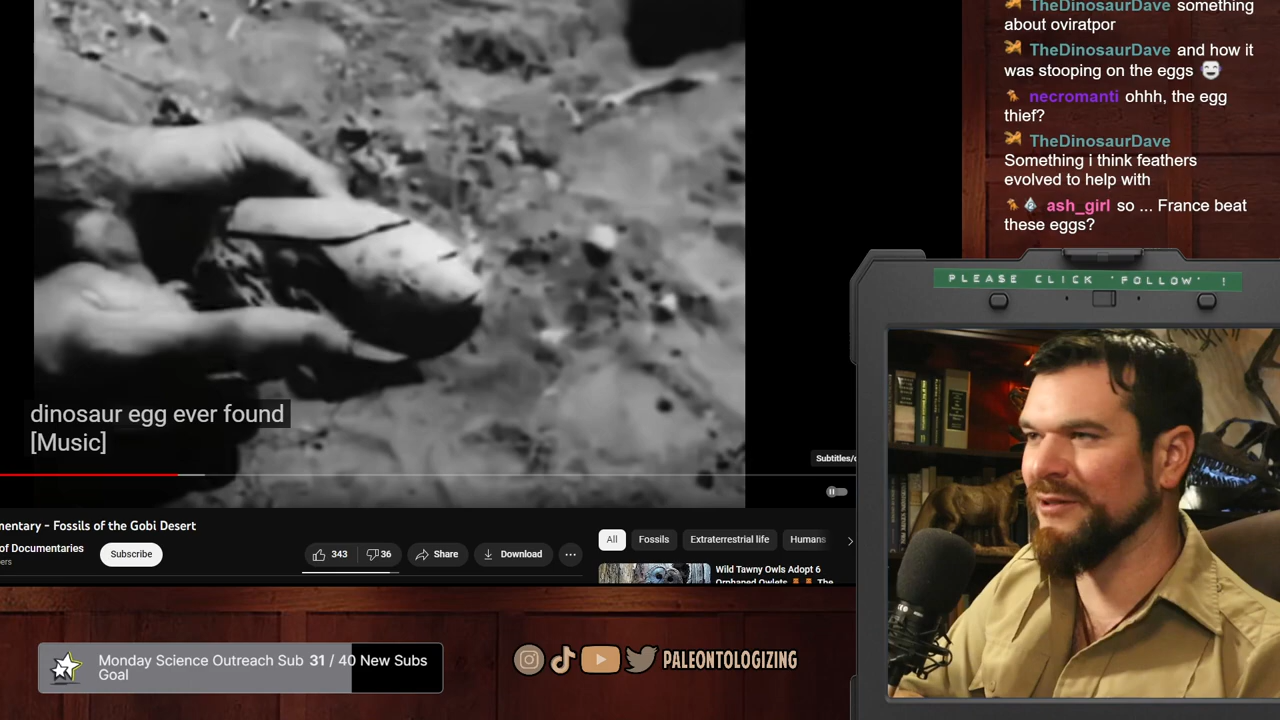 TheDinosaurDave something
about oviratpor
TheDinosaurDave and how it
was stooping on the eggs
necromanti ohhh, the egg
thief?
TheDinosaurDave
Something i think feathers
evolved to help with
ash_girl so ... France beat
these eggs?
PLEASE CLICK 'FOLLOW' !
dinosaur egg ever found
[Music]
Subtitles/c
mentary - Fossils of the Gobi Desert
of Documentaries
ers
Subscribe
343
36
Share
Download
All
Fossils
Extraterrestrial life
Humans
Wild Tawny Owls Adopt 6
Orphaned Owlets
The
Monday Science Outreach Sub 31 / 40 New Subs
Goal
PALEONTOLOGIZING